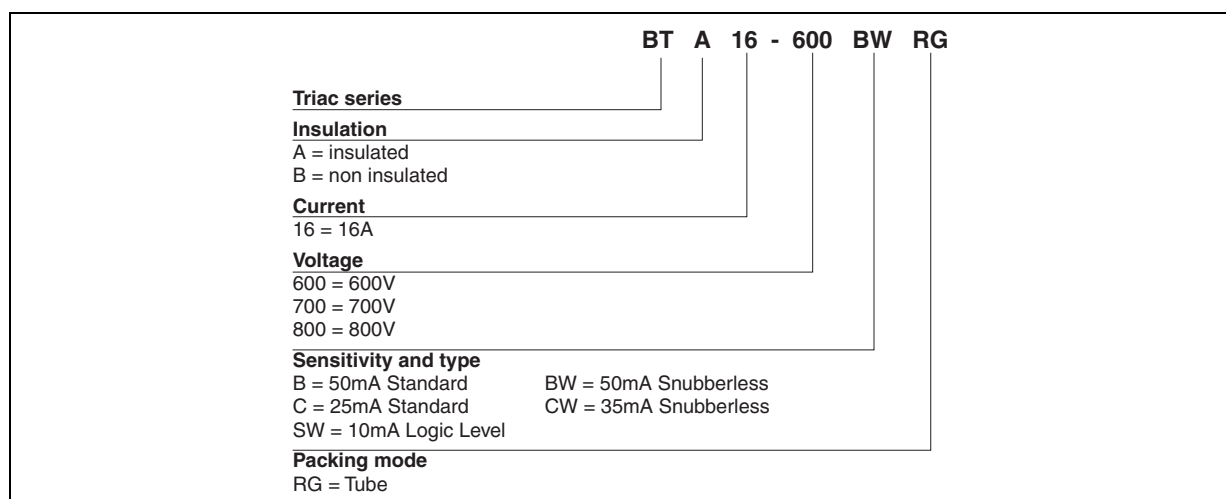 BT A 16 - 600 BW RG
Triac series
Insulation
A = insulated
B = non insulated
Current
16 = 16A
Voltage
600 = 600V
700 = 700V
800 = 800V
Sensitivity and type
B = 50mA Standard BW = 50mA Snubberless
C = 25mA Standard CW = 35mA Snubberless
SW = 10mA Logic Level
Packing mode
RG = Tube